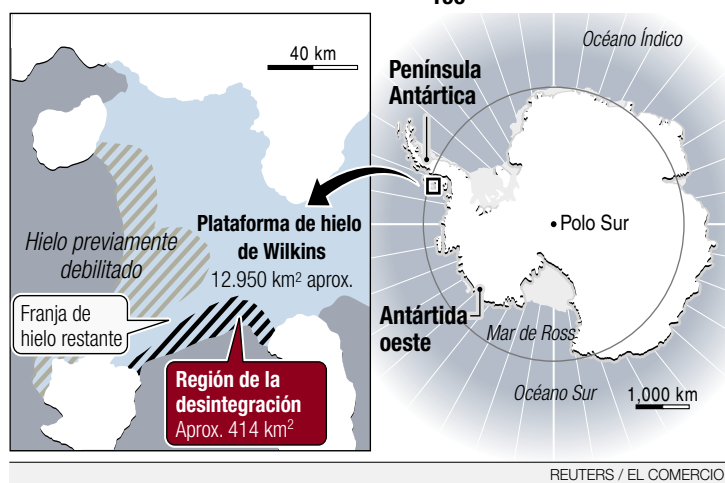 40 km
Hielo previamente
debilitado
Plataforma de hielo
de Wilkins
12.950 km² aprox.
Franja de
hielo restante
Región de la
desintegración
Aprox. 414 km²
Océano Índico
Península
Antártica
Polo Sur
Antártida
oeste
Mar de Ross
Océano Sur
1,000 km
REUTERS / EL COMERCIO